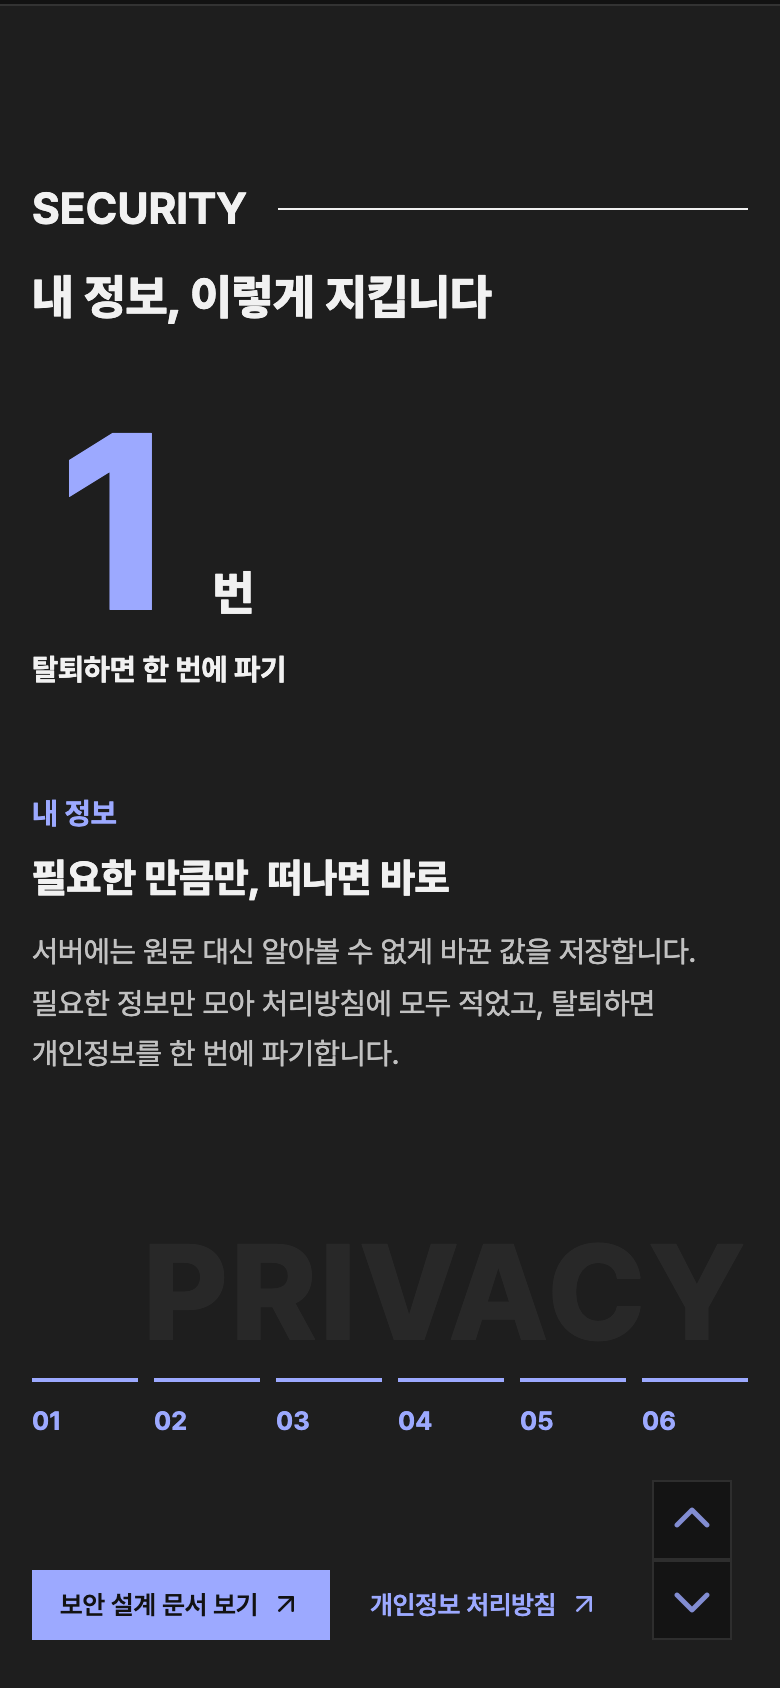 SECURITY
내 정보, 이렇게 지킵니다
1 번
탈퇴하면 한 번에 파기
내 정보
필요한 만큼만, 떠나면 바로
서버에는 원문 대신 알아볼 수 없게 바꾼 값을 저장합니다.
필요한 정보만 모아 처리방침에 모두 적었고, 탈퇴하면
개인정보를 한 번에 파기합니다.
PRIVACY
01 02 03 04 05 06
보안 설계 문서 보기 개인정보 처리방침